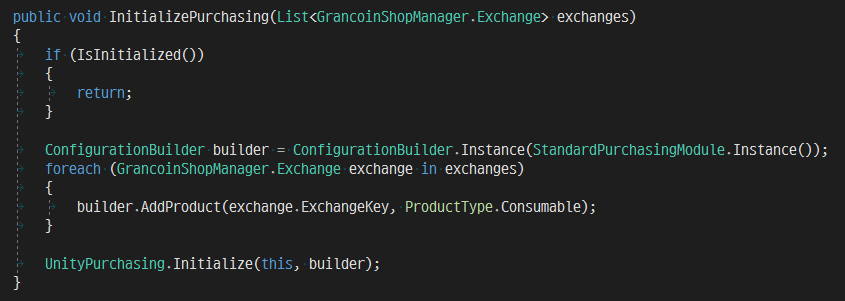 public void InitializePurchasing(List<GrancoinShopManager.Exchange> exchanges)
{
    if (IsInitialized())
    {
        return;
    }

    ConfigurationBuilder builder = ConfigurationBuilder.Instance(StandardPurchasingModule.Instance());
    foreach (GrancoinShopManager.Exchange exchange in exchanges)
    {
        builder.AddProduct(exchange.ExchangeKey, ProductType.Consumable);
    }

    UnityPurchasing.Initialize(this, builder);
}